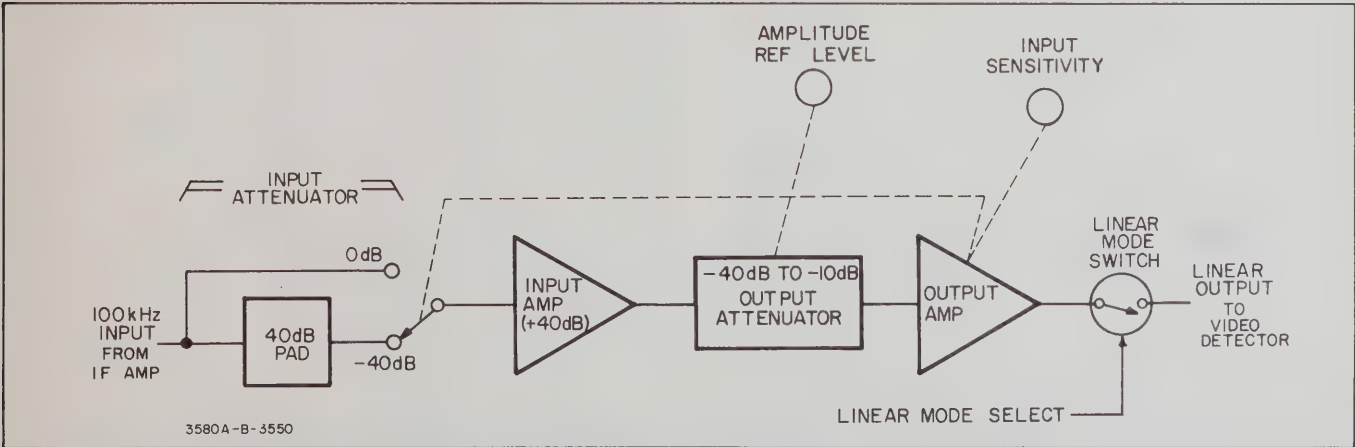 AMPLITUDE
REF LEVEL
INPUT
SENSITIVITY
INPUT
ATTENUATOR
0dB
100kHz
INPUT
FROM
IF AMP
40dB
PAD
-40dB
INPUT
AMP
(+40dB)
-40dB TO -10dB
OUTPUT
ATTENUATOR
OUTPUT
AMP
LINEAR
MODE
SWITCH
LINEAR
OUTPUT
TO
VIDEO
DETECTOR
LINEAR MODE SELECT
3580A-B-3550